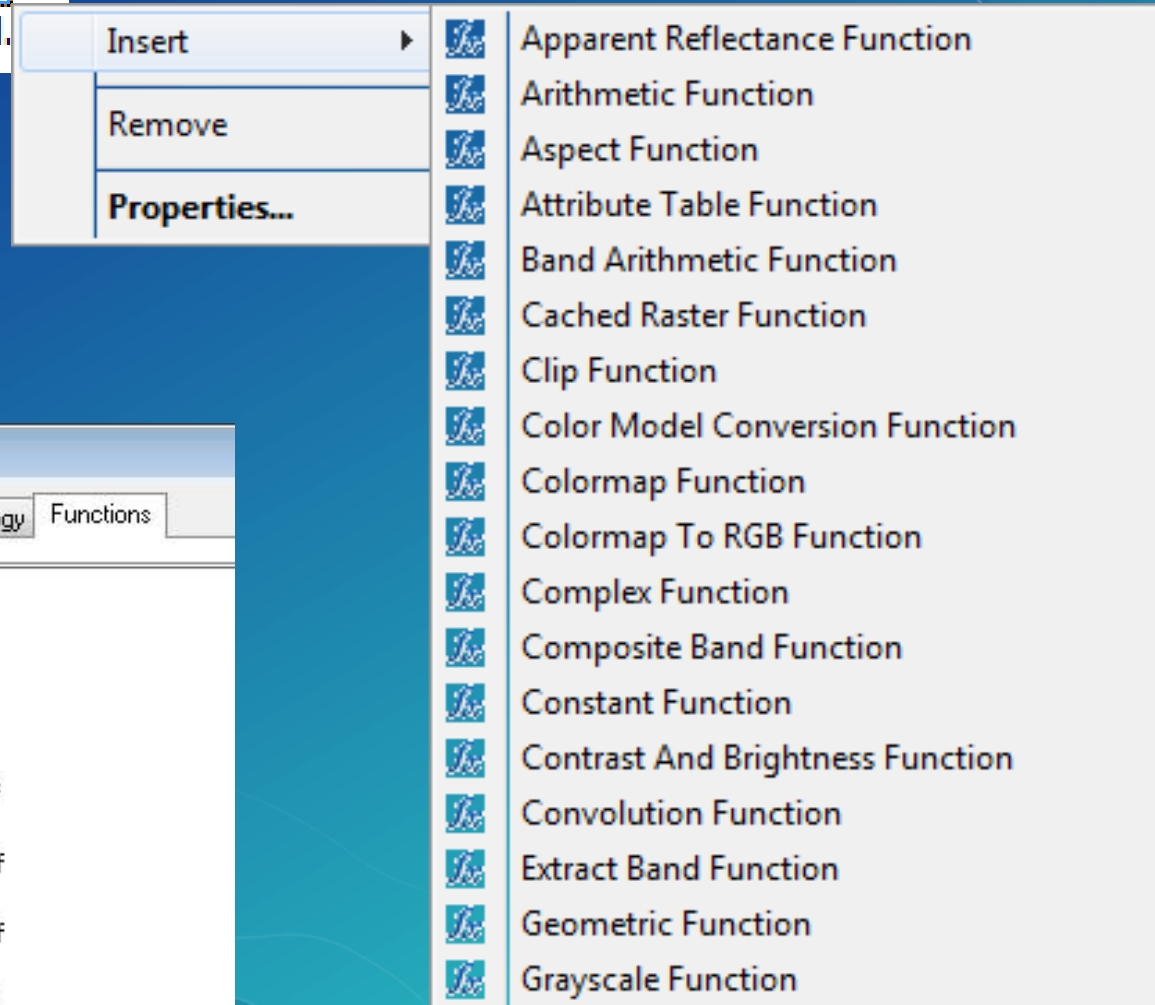 Insert
Remove
Properties...
Apparent Reflectance Function
Arithmetic Function
Aspect Function
Attribute Table Function
Band Arithmetic Function
Cached Raster Function
Clip Function
Color Model Conversion Function
Colormap Function
Colormap To RGB Function
Complex Function
Composite Band Function
Constant Function
Contrast And Brightness Function
Convolution Function
Extract Band Function
Geometric Function
Grayscale Function
gy Functions
f
f